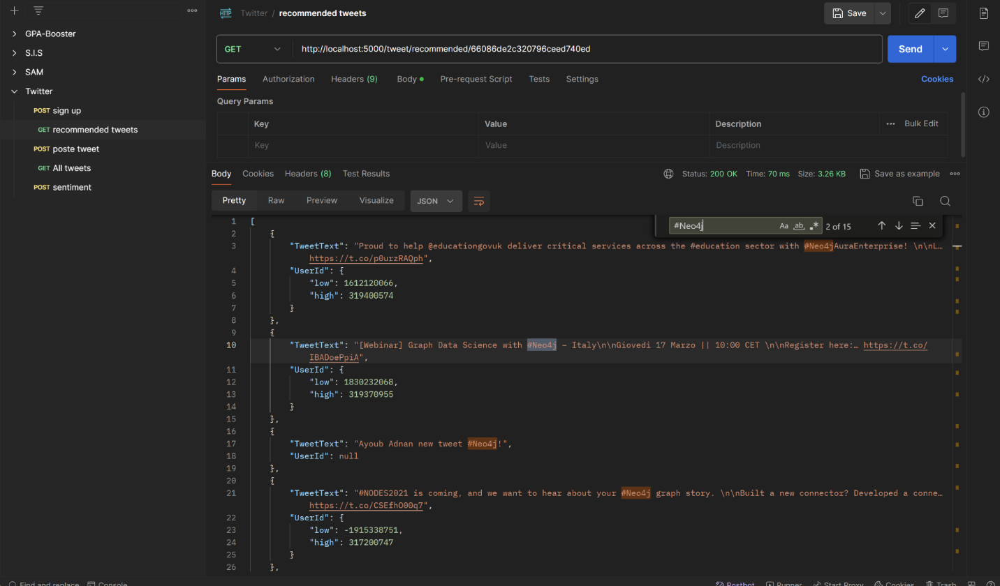 Twitter / recommended tweets
Save
GPA-Booster
S.I.S
SAM
Twitter
POST sign up
GET recommended tweets
POST poste tweet
GET All tweets
POST sentiment
GET http://localhost:5000/tweet/recommended/66086de2c320796ceed740ed
Send
Params Authorization Headers (9) Body Pre-request Script Tests Settings Cookies
Query Params
Key Value Description ••• Bulk Edit
Key Value Description
Body Cookies Headers (8) Test Results
Status: 200 OK Time: 70 ms Size: 3.26 KB Save as example
Pretty Raw Preview Visualize JSON
#Neo4j Aa ab 2 of 15
1 [
2 {
3 "TweetText": "Proud to help @educationgovuk deliver critical services across the #education sector with #Neo4jAuraEnterprise! \n\nL…
https://t.co/p0urzRAQph",
4 "UserId": {
5 "low": 1612120066,
6 "high": 319400574
7 }
8 },
9 {
10 "TweetText": "[Webinar] Graph Data Science with #Neo4j – Italy\n\nGiovedi 17 Marzo || 10:00 CET \n\nRegister here:… https://t.co/
IBADoePpiA",
11 "UserId": {
12 "low": 1830232068,
13 "high": 319370955
14 }
15 },
16 {
17 "TweetText": "Ayoub Adnan new tweet #Neo4j!",
18 "UserId": null
19 },
20 {
21 "TweetText": "#NODES2021 is coming, and we want to hear about your #Neo4j graph story. \n\nBuilt a new connector? Developed a conne…
https://t.co/CSEfhO00q7",
22 "UserId": {
23 "low": -1915338751,
24 "high": 317200747
25 }
26 },
Find and replace Console
Postbot Runner Start Proxy Cookies Trash